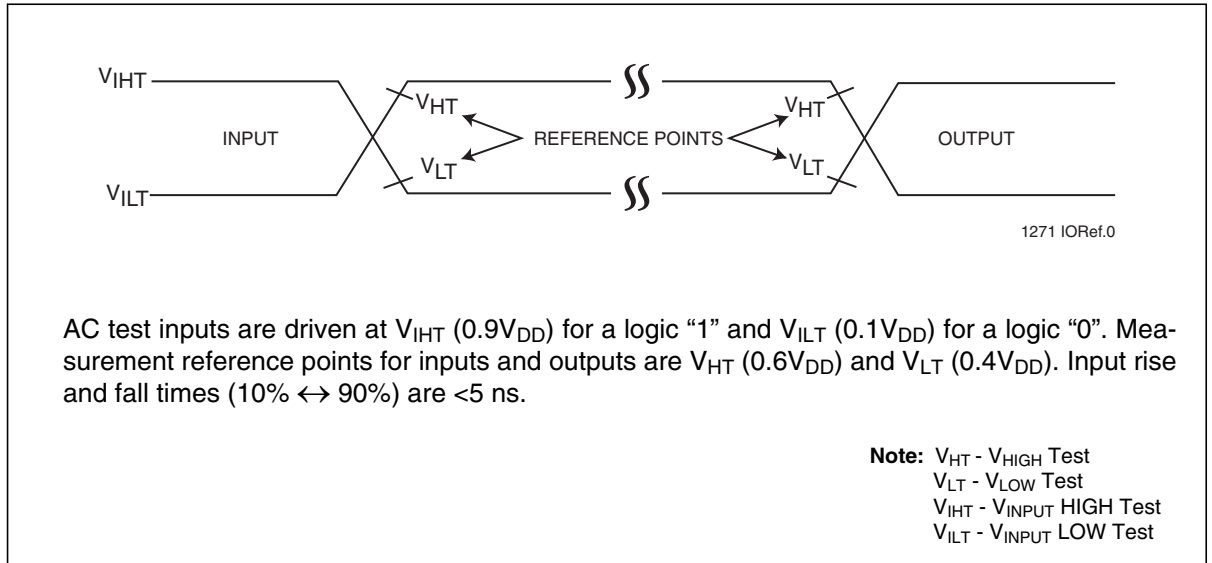 VIHT
VHT
VHT
INPUT
REFERENCE POINTS
OUTPUT
VLT
VLT
VILT
1271 IORef.0
AC test inputs are driven at VIHT (0.9VDD) for a logic “1” and VILT (0.1VDD) for a logic “0”. Mea-
surement reference points for inputs and outputs are VHT (0.6VDD) and VLT (0.4VDD). Input rise
and fall times (10% ↔ 90%) are <5 ns.
Note: VHT - VHIGH Test
VLT - VLOW Test
VIHT - VINPUT HIGH Test
VILT - VINPUT LOW Test